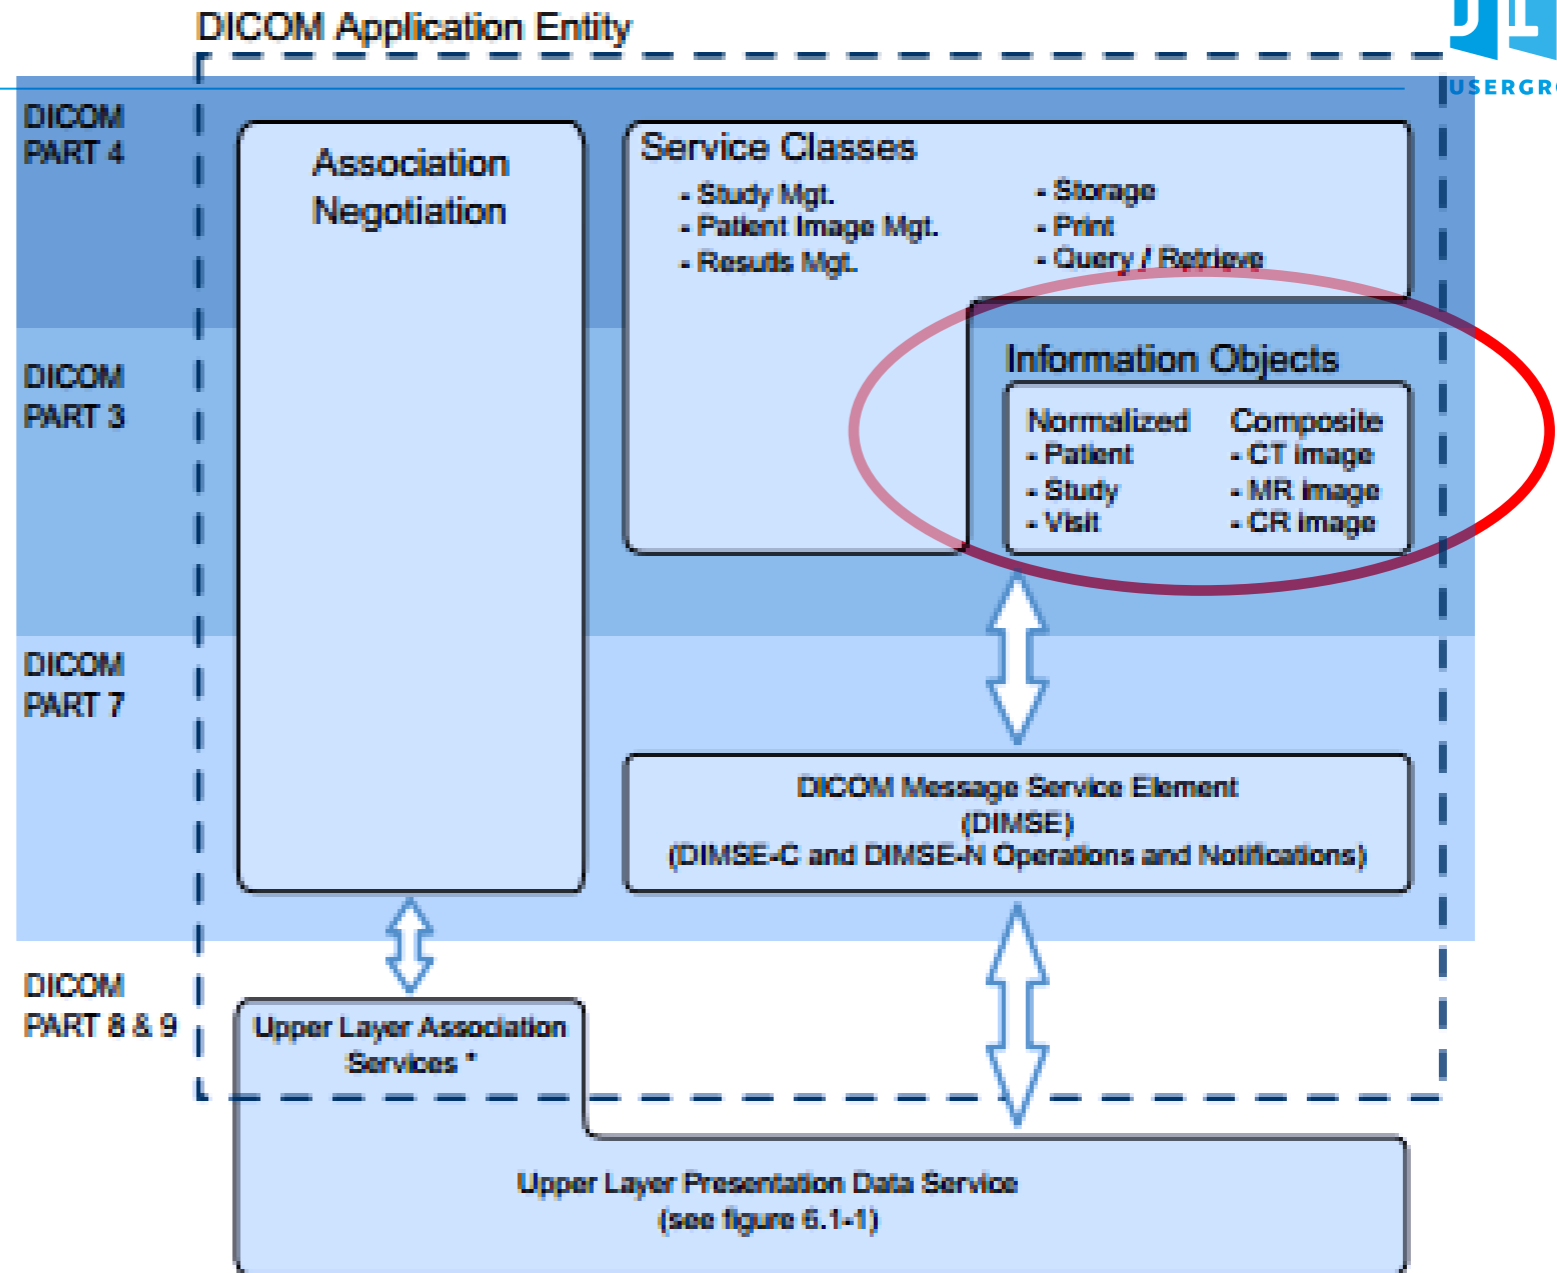 DICOM Application Entity
USERGR
DICOM
PART 4
Association
Negotiation
Service Classes
- Study Mgt.
- Patient Image Mgt.
- Resutls Mgt.
- Storage
- Print
- Query / Retrieve
DICOM
PART 3
Information Objects
Normalized
- Patient
- Study
- Visit
Composite
- CT image
- MR image
- CR image
DICOM
PART 7
DICOM Message Service Element
(DIMSE)
(DIMSE-C and DIMSE-N Operations and Notifications)
DICOM
PART 8 & 9
Upper Layer Association
Services *
Upper Layer Presentation Data Service
(see figure 6.1-1)